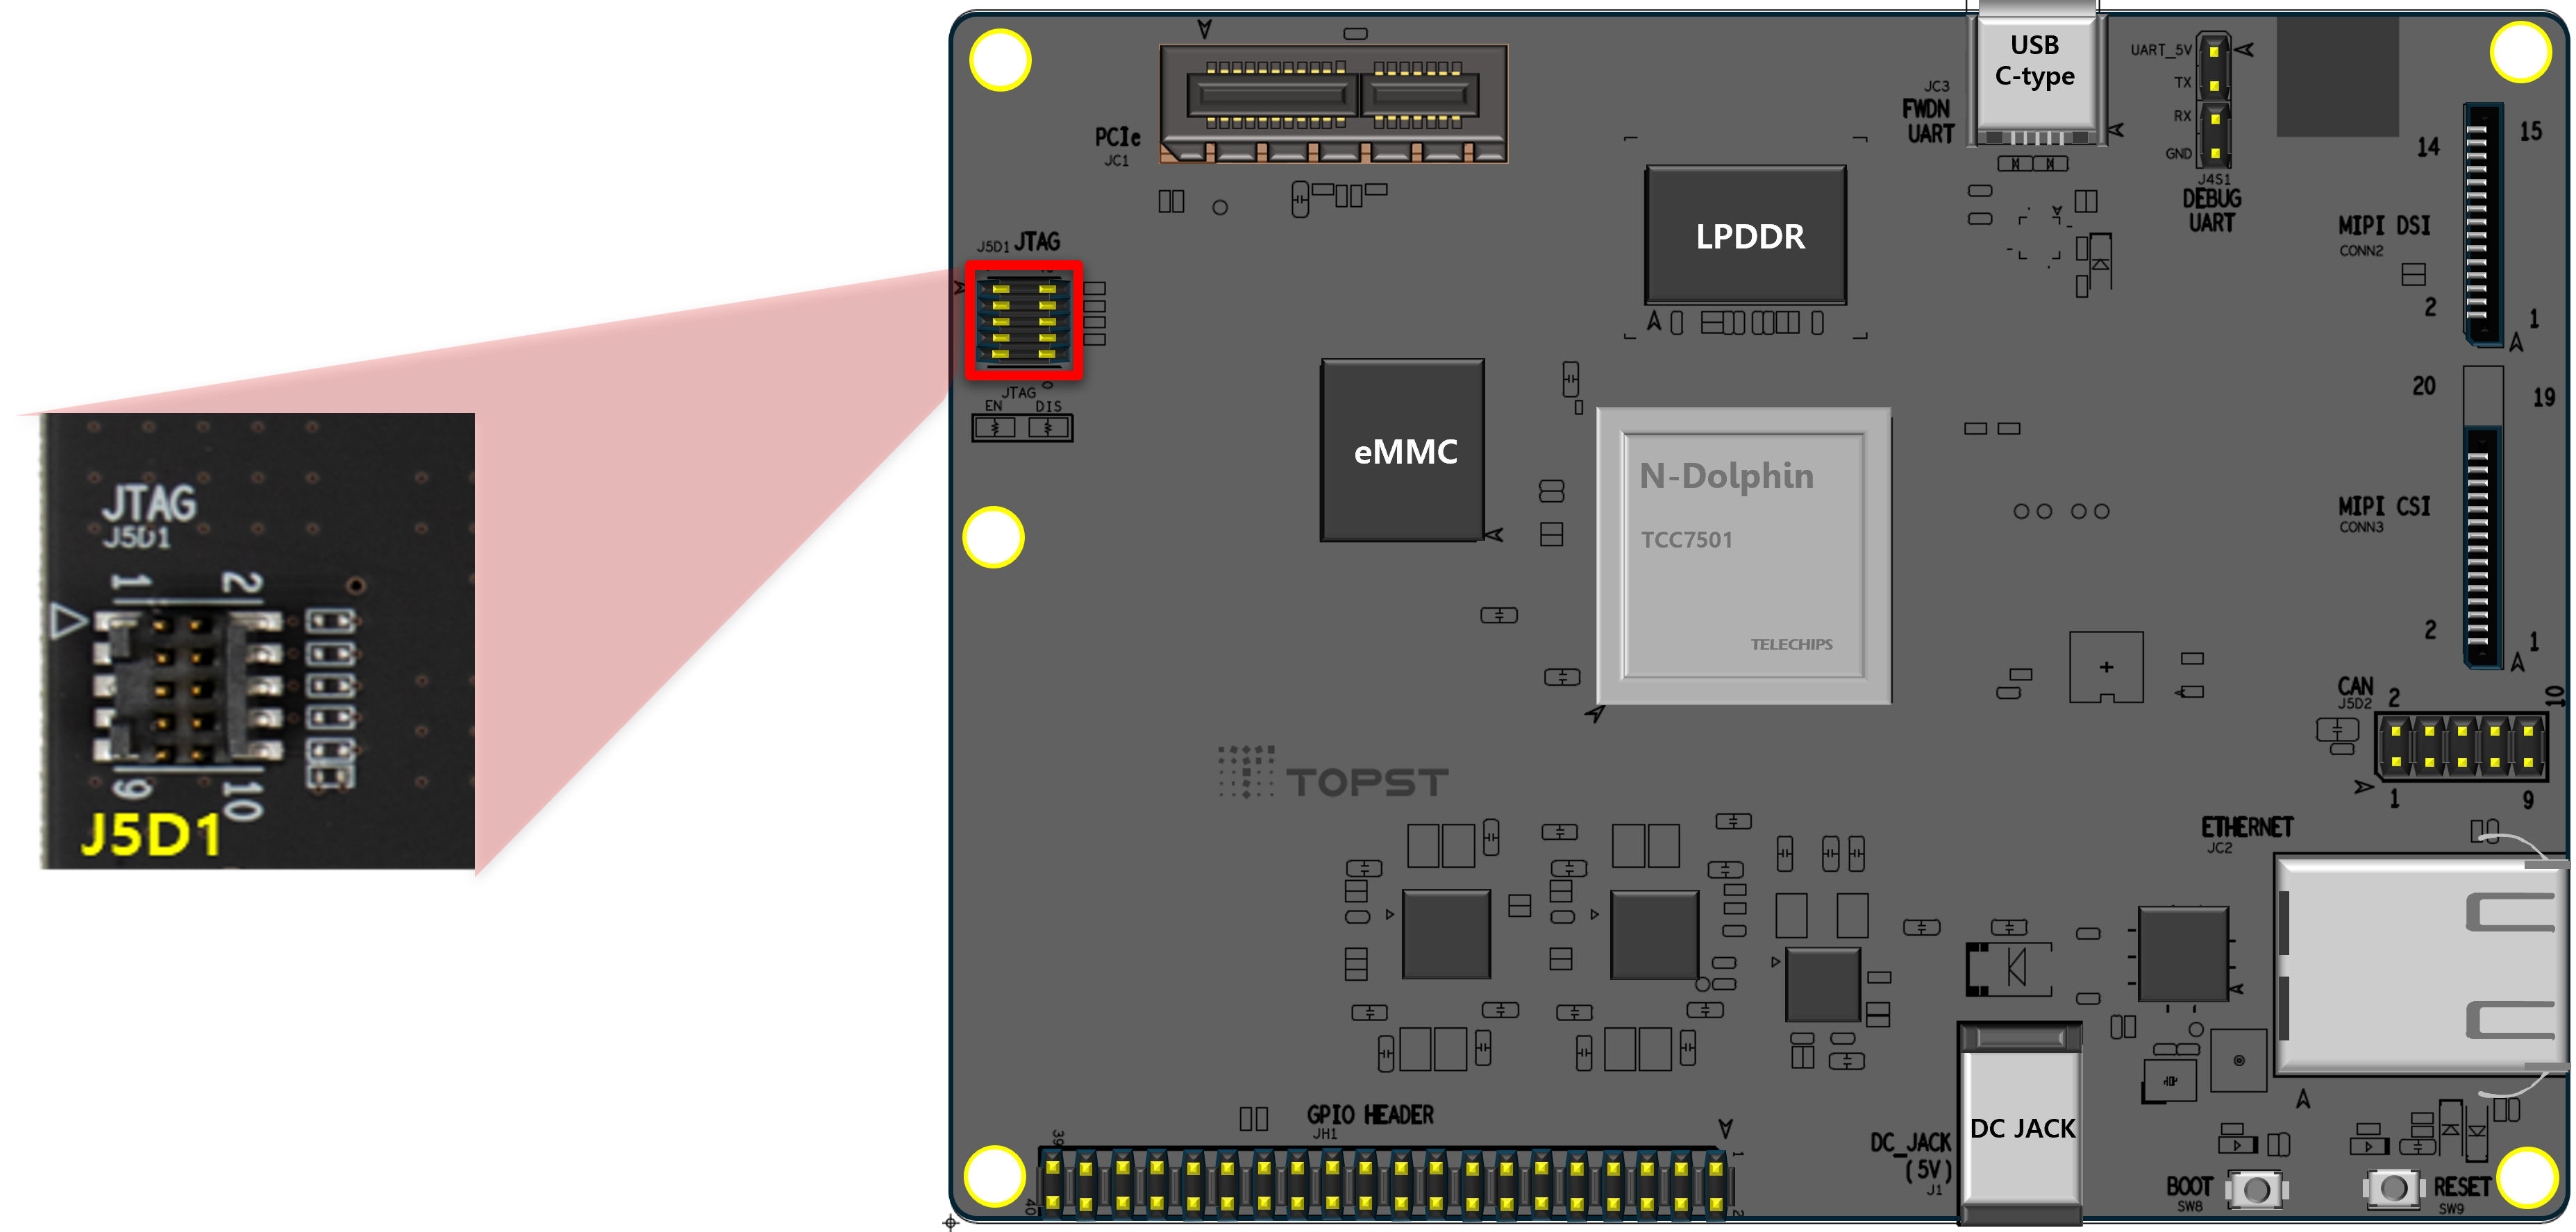 JTAG
J5D1
1 2
9 10
J5D1
PCIe
JC1
J5D1 JTAG
JTAG
EN DIS
LPDDR
eMMC
N-Dolphin
TCC7501
TELECHIPS
TOPST
USB
C-type
JC3
FWDN
UART
UART_5V
TX
RX
GND
J4S1
DEBUG
UART
14 15
MIPI DSI
CONN2
2 1
20 19
MIPI CSI
CONN3
2 1
CAN
J5D2
2 10
1 9
ETHERNET
JC2
GPIO HEADER
JH1
39
40
1
2
DC_JACK
(5V)
J1
DC JACK
BOOT
SW8
RESET
SW9